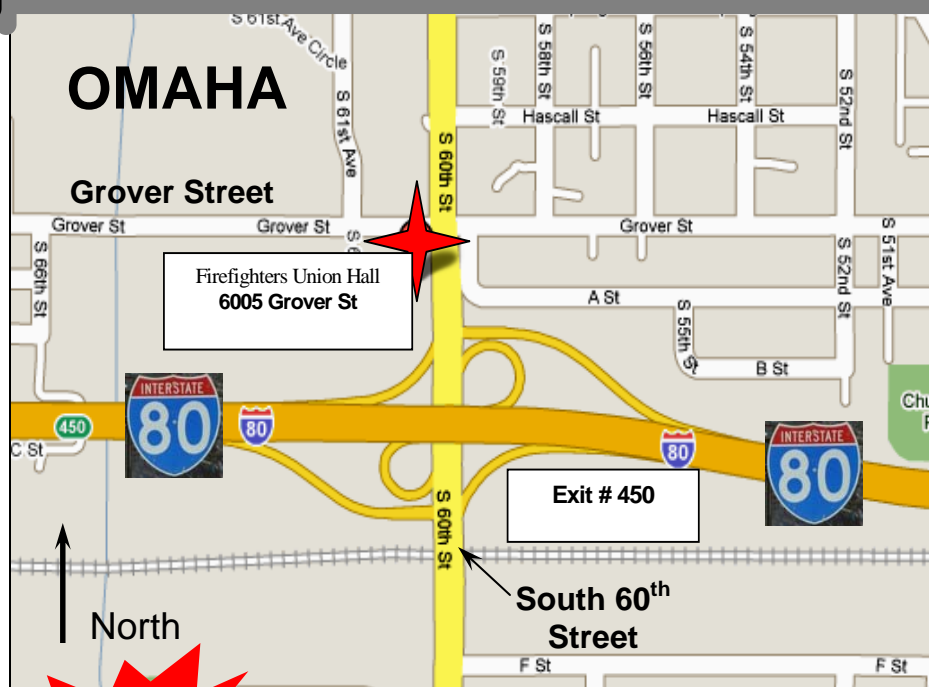 S 61st Ave Circle
OMAHA
S 61st Ave
S 60th St
S 59th St
S 58th St
S 56th St
S 54th St
S 52nd St
Hascall St
Hascall St
Grover Street
Grover St
Grover St
Grover St
S 66th St
S 52nd St
S 51st Ave
Firefighters Union Hall
6005 Grover St
A St
S 55th St
B St
INTERSTATE
80
80
450
C St
80
INTERSTATE
80
Exit # 450
S 60th St
South 60th
Street
North
F St
F St